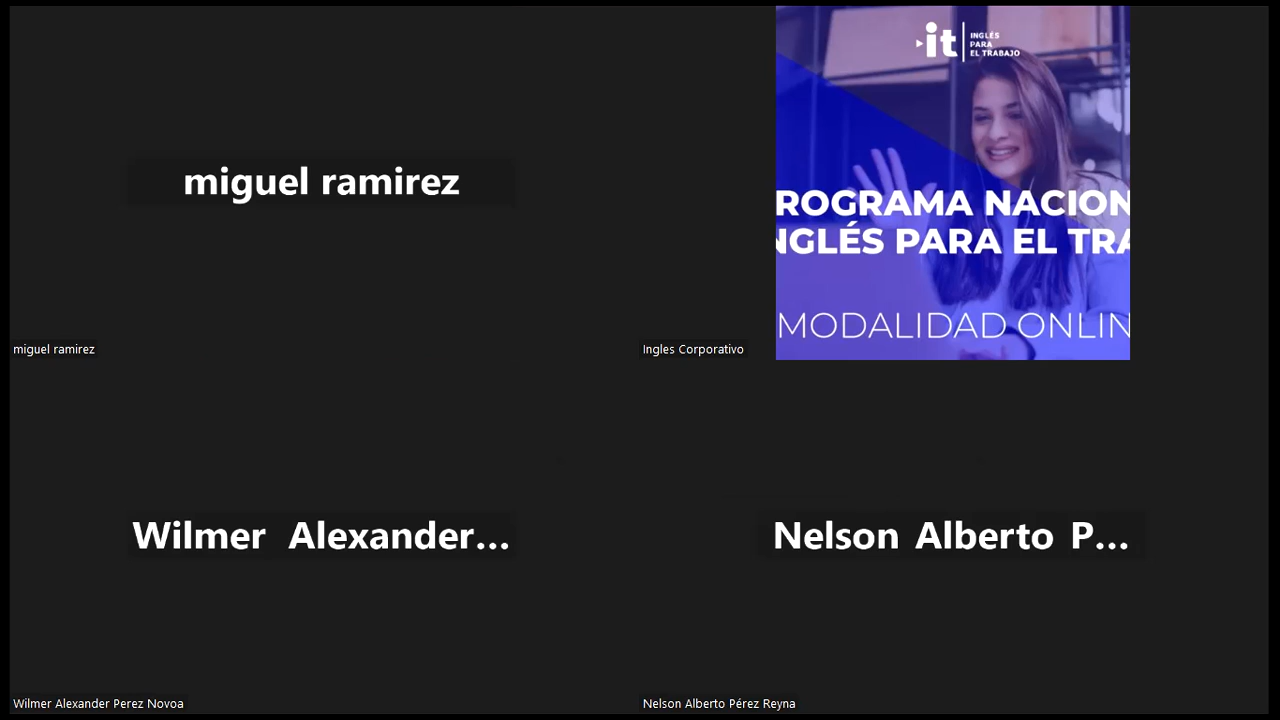 miguel ramirez
miguel ramirez
it
INGLÉS
PARA
EL TRABAJO
ROGRAMA NACION
NGLÉS PARA EL TRA
MODALIDAD ONLIN
Ingles Corporativo
Wilmer Alexander...
Wilmer Alexander Perez Novoa
Nelson Alberto P...
Nelson Alberto Pérez Reyna